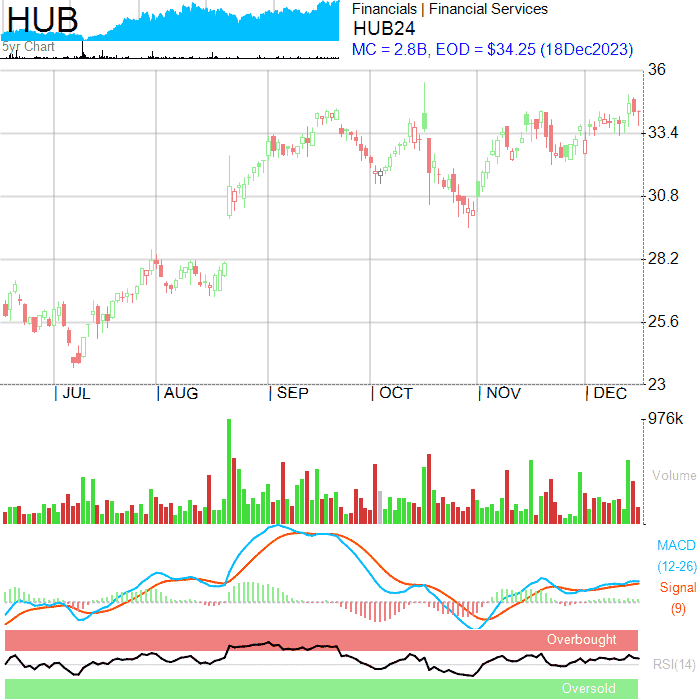 HUB
5yr Chart
Financials | Financial Services
HUB24
MC = 2.8B, EOD = $34.25 (18Dec2023)
36
33.4
30.8
28.2
25.6
23
| JUL | AUG | SEP | OCT | NOV | DEC
976k
Volume
MACD
(12-26)
Signal
(9)
Overbought
RSI(14)
Oversold